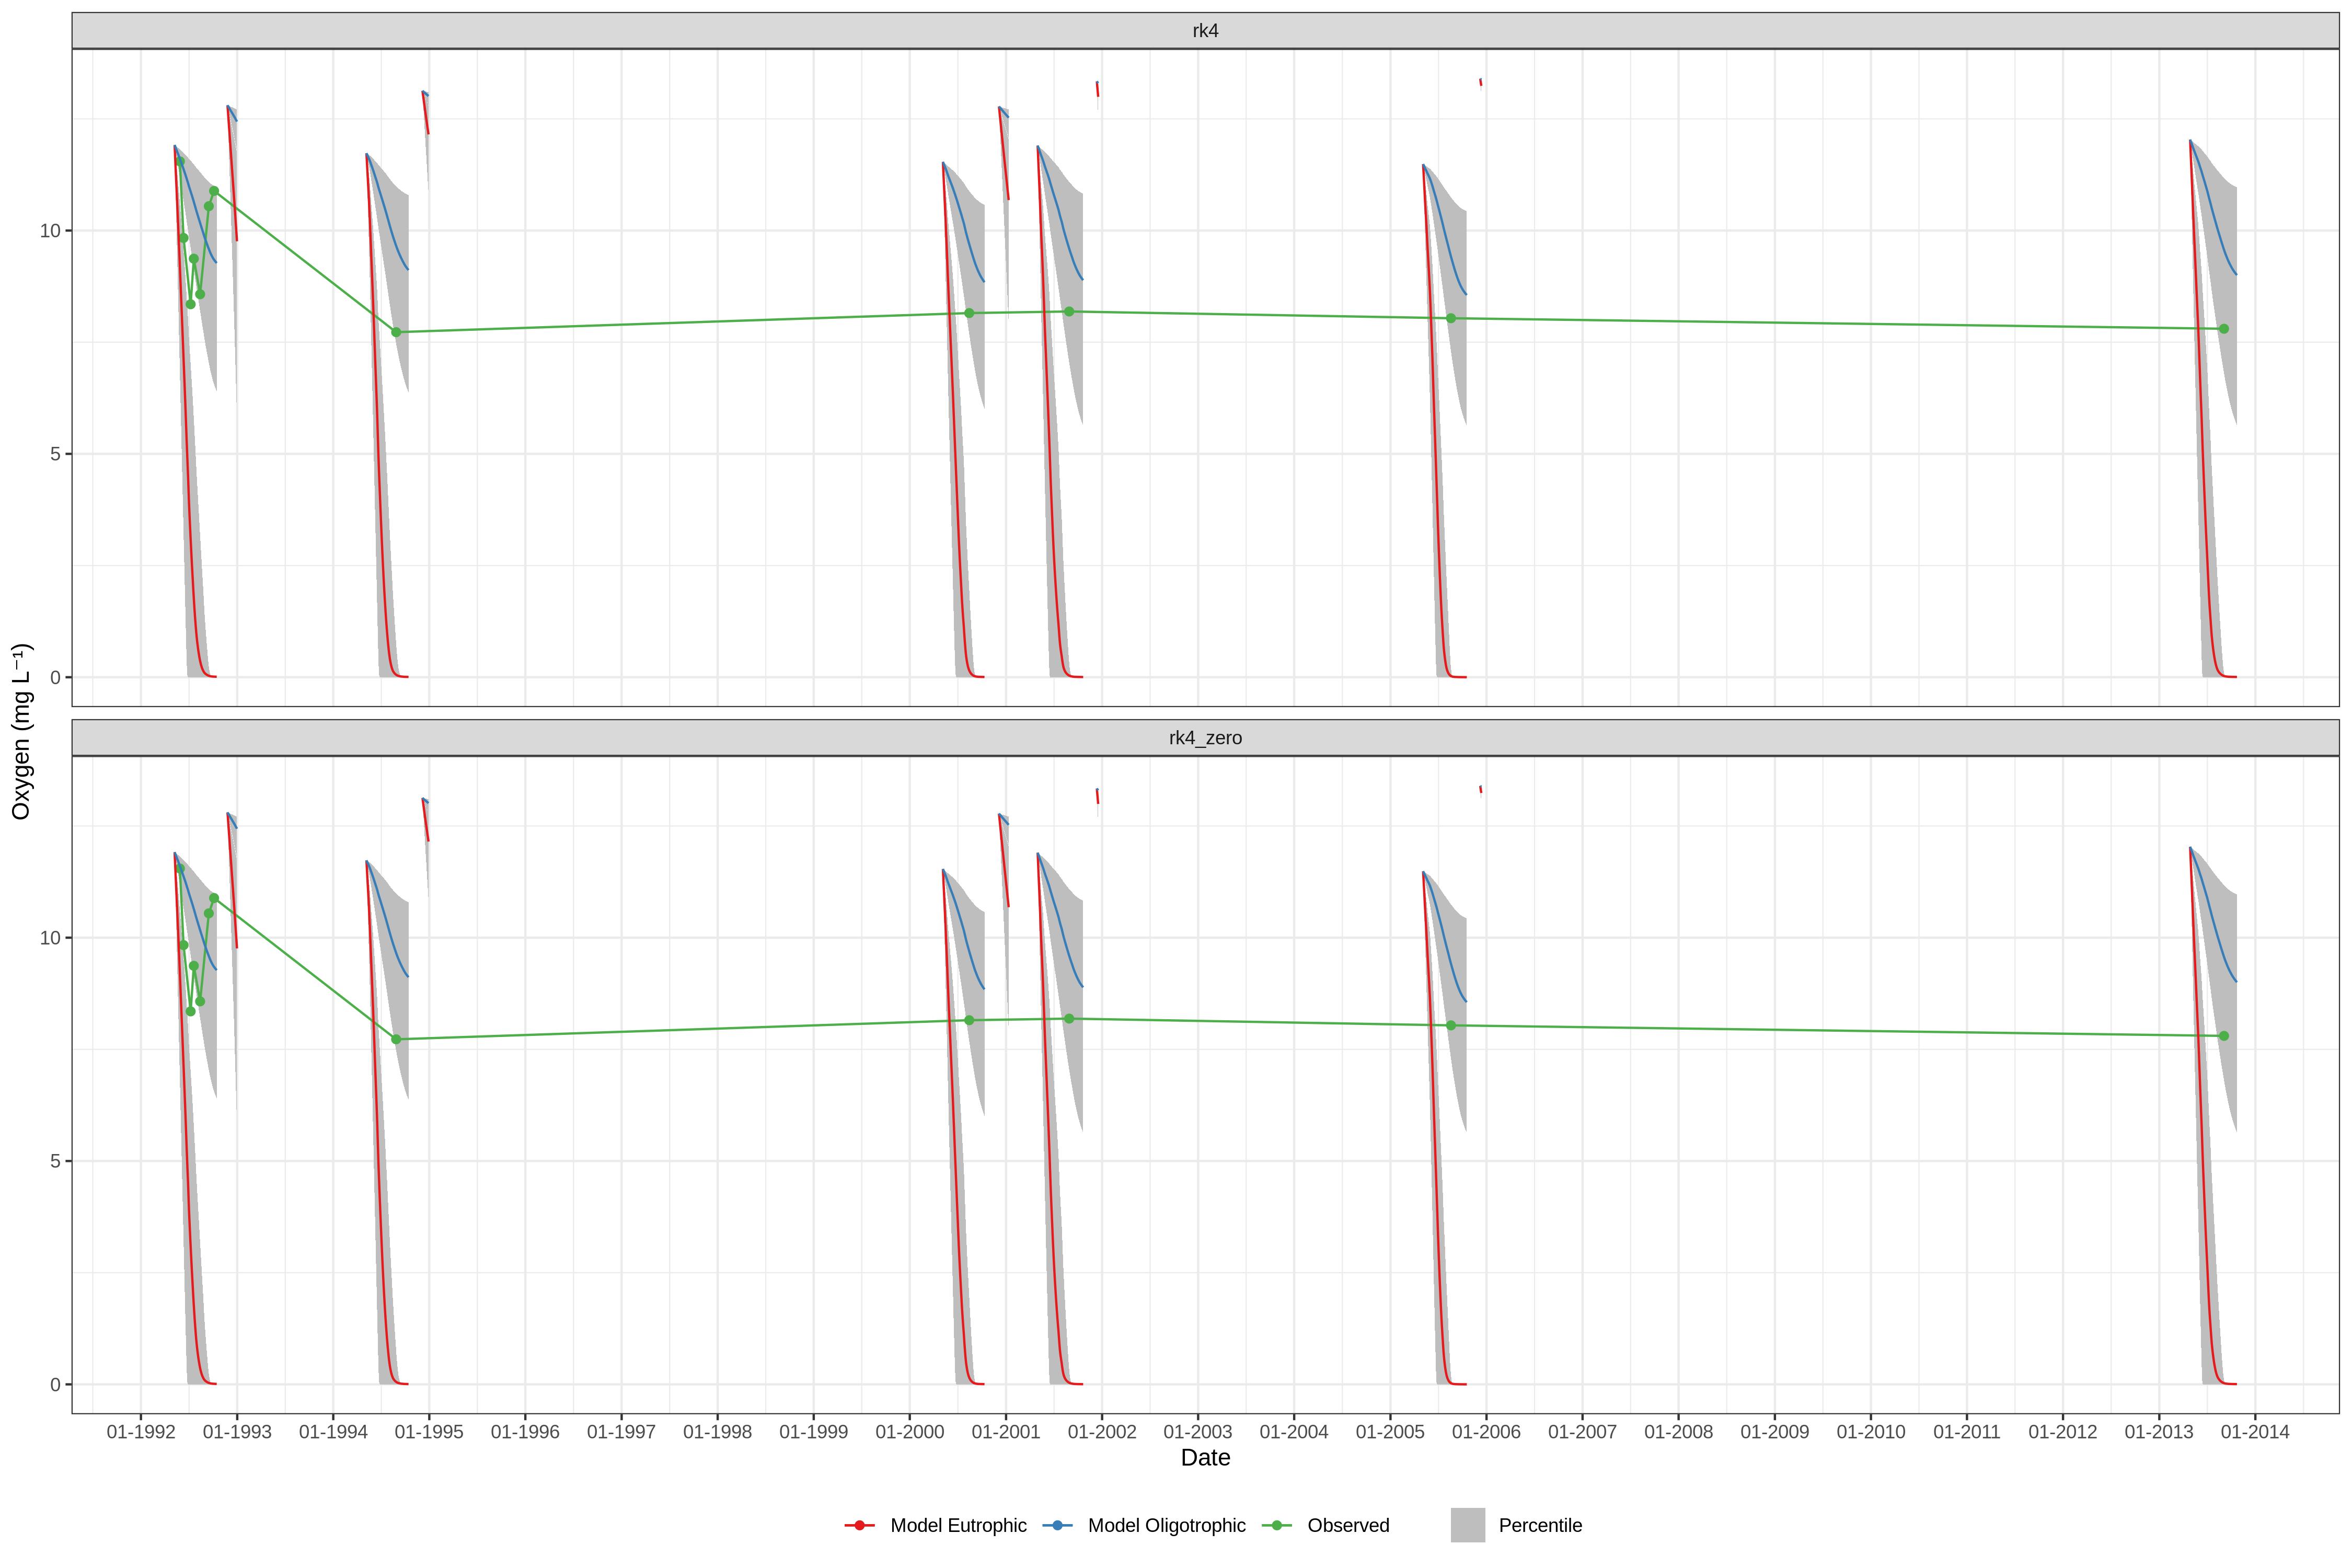 rk4
10
5
0
rk4_zero
10
5
0
Oxygen (mg L⁻¹)
01-1992 01-1993 01-1994 01-1995 01-1996 01-1997 01-1998 01-1999 01-2000 01-2001 01-2002 01-2003 01-2004 01-2005 01-2006 01-2007 01-2008 01-2009 01-2010 01-2011 01-2012 01-2013 01-2014
Date
Model Eutrophic Model Oligotrophic Observed Percentile